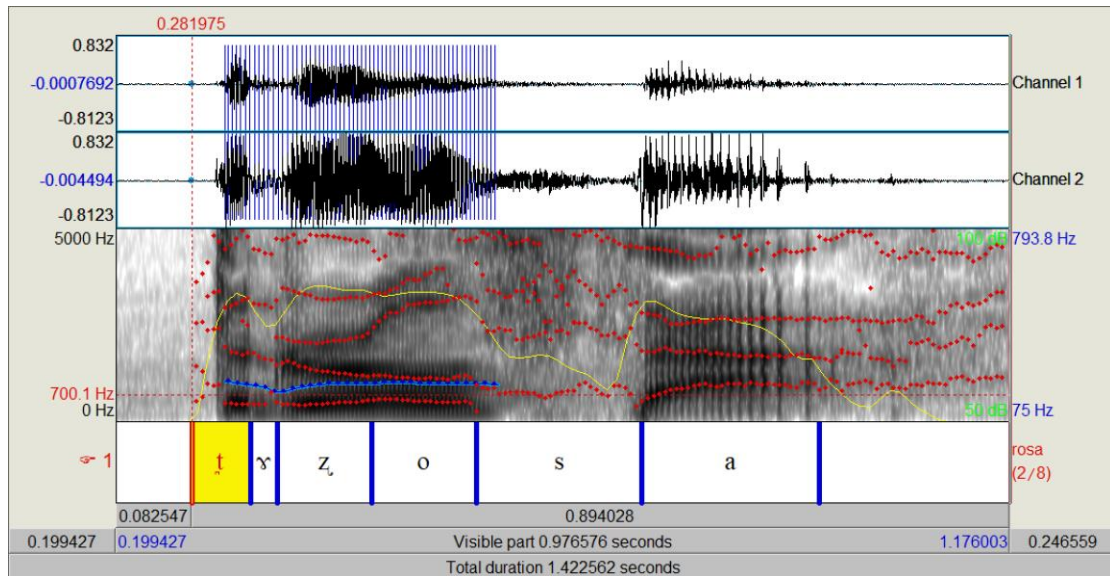 0.281975
0.832
-0.0007692
-0.8123
Channel 1
0.832
-0.004494
-0.8123
Channel 2
5000 Hz
100 dB
793.8 Hz
700.1 Hz
0 Hz
50 dB
75 Hz
☞ 1
ɤ ʐ o s a
rosa
(2/8)
0.082547 0.894028
0.199427 0.199427 Visible part 0.976576 seconds 1.176003 0.246559
Total duration 1.422562 seconds